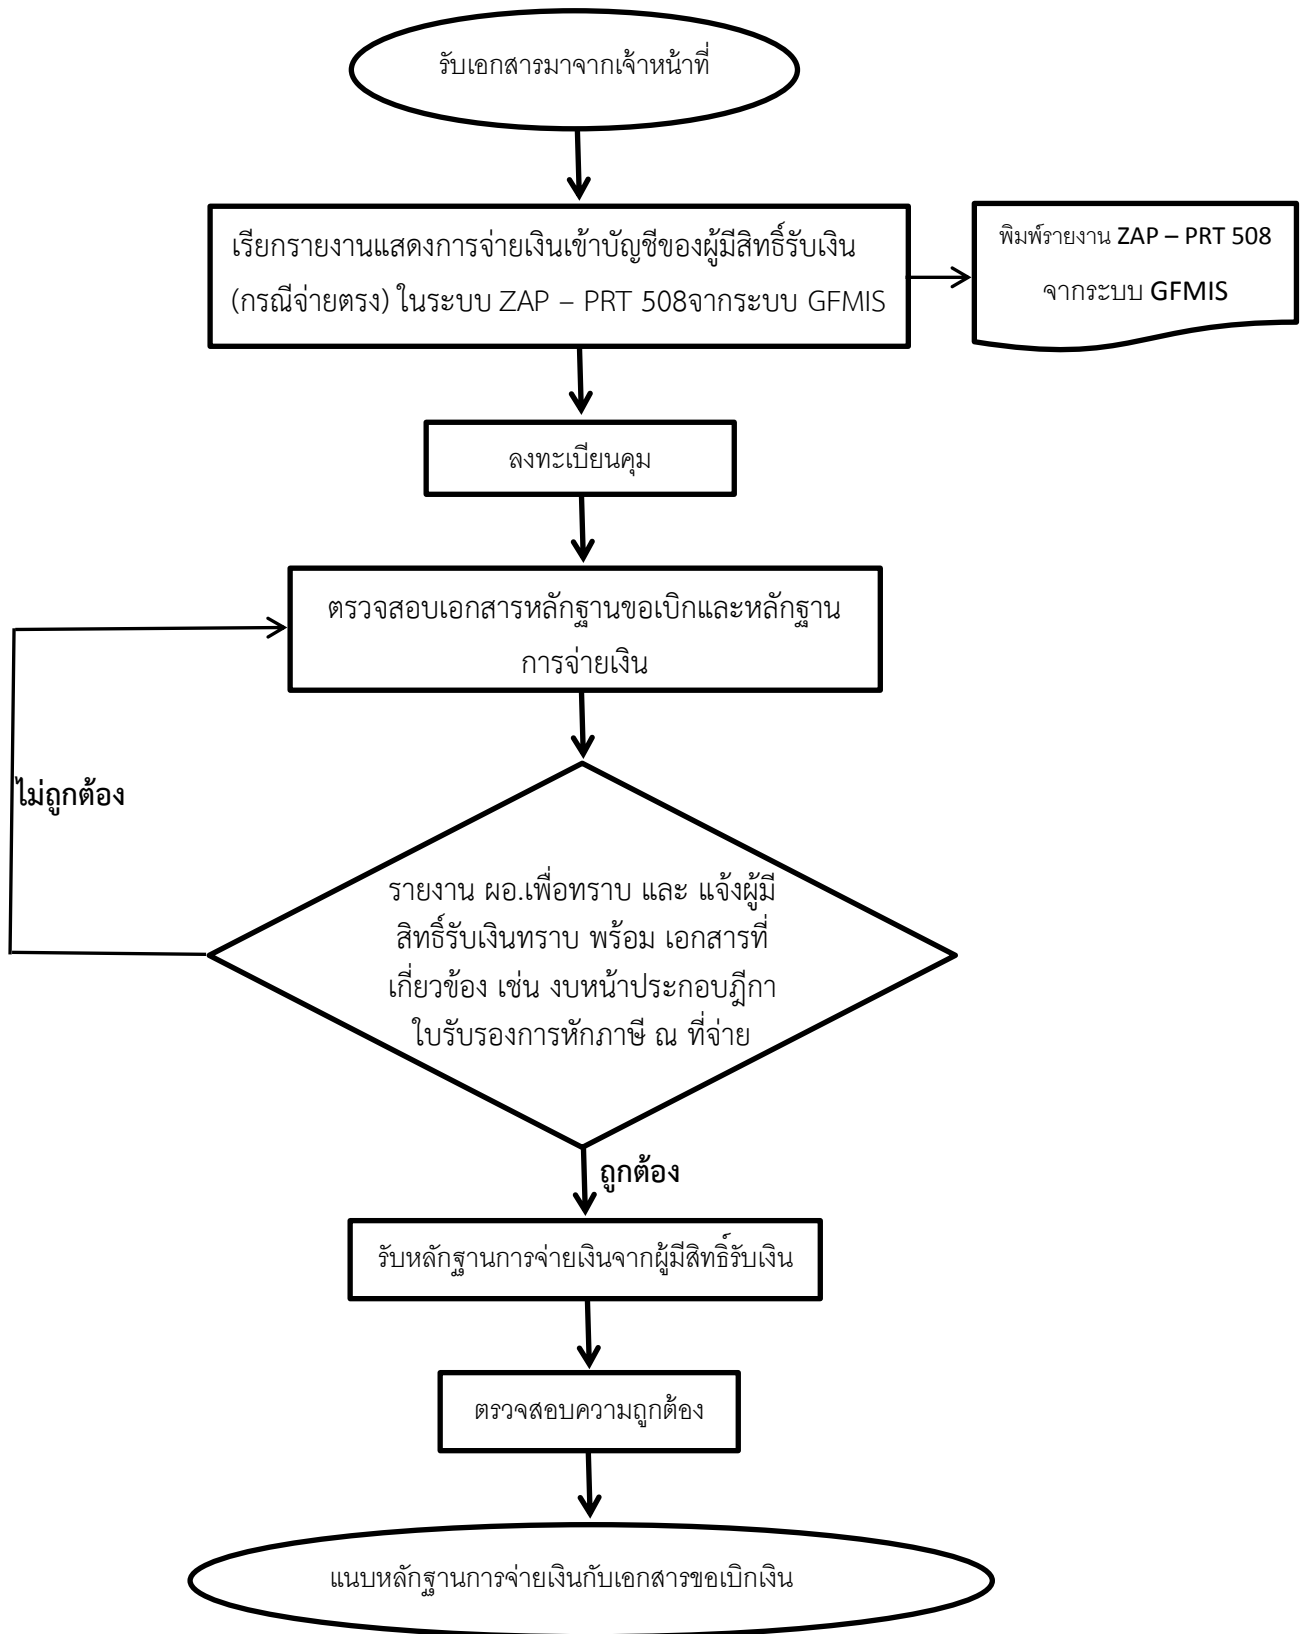 รับเอกสารมาจากเจ้าหน้าที่
เรียกรายงานแสดงการจ่ายเงินเข้าบัญชีของผู้มีสิทธิ์รับเงิน
(กรณีจ่ายตรง) ในระบบ ZAP – PRT 508จากระบบ GFMIS
พิมพ์รายงาน ZAP – PRT 508
จากระบบ GFMIS
ลงทะเบียนคุม
ตรวจสอบเอกสารหลักฐานขอเบิกและหลักฐาน
การจ่ายเงิน
ไม่ถูกต้อง
รายงาน ผอ.เพื่อทราบ และ แจ้งผู้มี
สิทธิ์รับเงินทราบ พร้อม เอกสารที่
เกี่ยวข้อง เช่น งบหน้าประกอบฎีกา
ใบรับรองการหักภาษี ณ ที่จ่าย
ถูกต้อง
รับหลักฐานการจ่ายเงินจากผู้มีสิทธิ์รับเงิน
ตรวจสอบความถูกต้อง
แนบหลักฐานการจ่ายเงินกับเอกสารขอเบิกเงิน